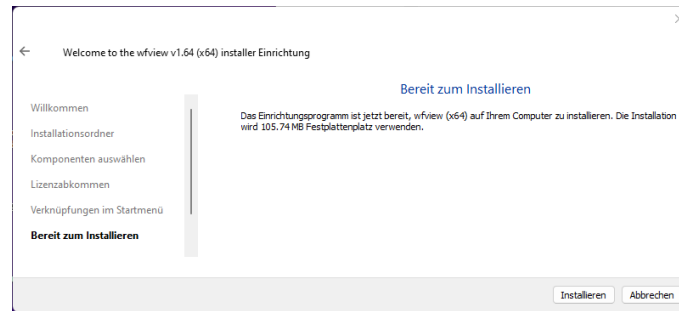 Welcome to the wfview v1.64 (x64) installer Einrichtung
Bereit zum Installieren
Willkommen
Installationsordner
Komponenten auswählen
Lizenzabkommen
Verknüpfungen im Startmenü
Bereit zum Installieren
Das Einrichtungsprogramm ist jetzt bereit, wfview (x64) auf Ihrem Computer zu installieren. Die Installation
wird 105.74 MB Festplattenplatz verwenden.
Installieren Abbrechen